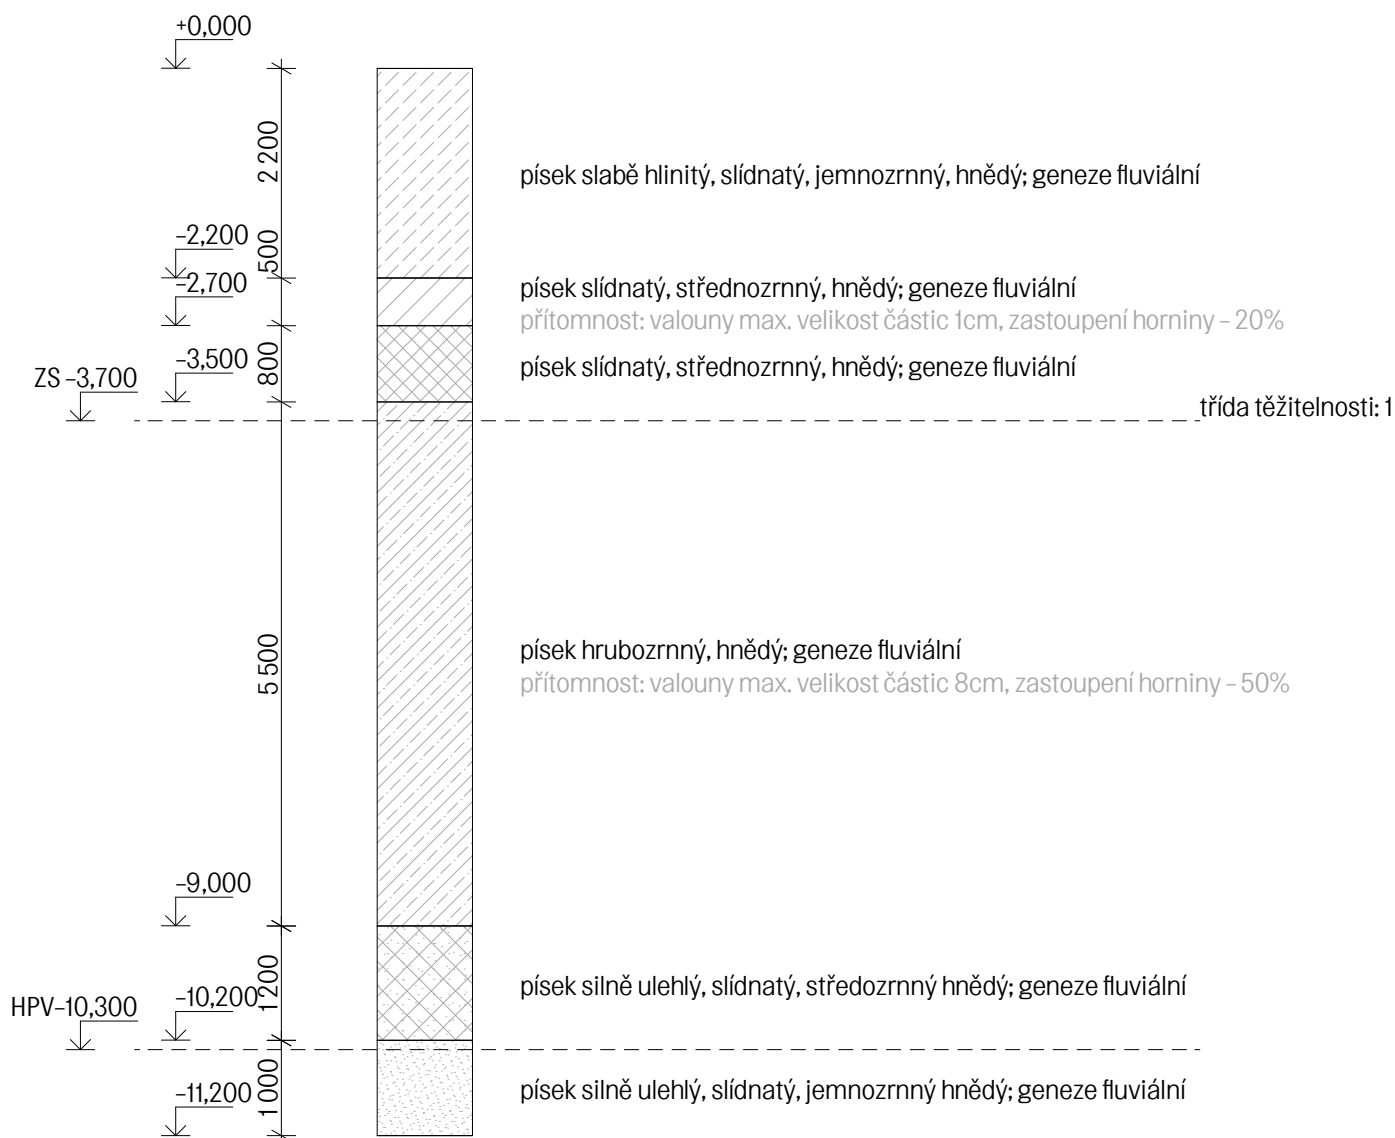 +0,000
2 200
písek slabě hlinitý, slídnatý, jemnozrnný, hnědý; geneze fluviální
-2,200
500
-2,700
písek slídnatý, střednozrnný, hnědý; geneze fluviální
přítomnost: valouny max. velikost částic 1cm, zastoupení horniny - 20%
-3,500
800
písek slídnatý, střednozrnný, hnědý; geneze fluviální
ZS -3,700
třída těžitelnosti: 1
5 500
písek hrubozrnný, hnědý; geneze fluviální
přítomnost: valouny max. velikost částic 8cm, zastoupení horniny - 50%
-9,000
1 200
písek silně ulehlý, slídnatý, středozrnný hnědý; geneze fluviální
HPV-10,300
-10,200
1 000
písek silně ulehlý, slídnatý, jemnozrnný hnědý; geneze fluviální
-11,200